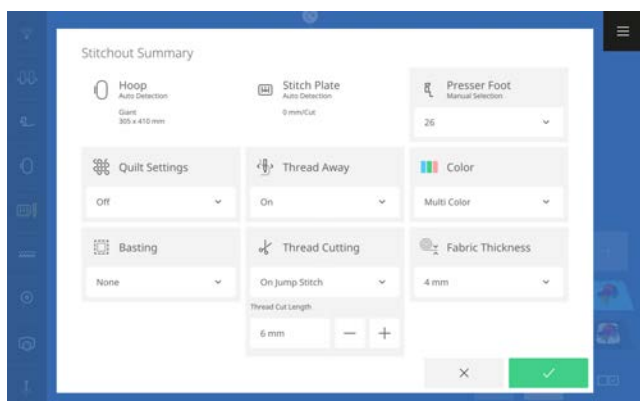 Stitchout Summary
Hoop
Auto Detection
Giant
305 x 410 mm
Stitch Plate
Auto Detection
0 mm/Cut
Presser Foot
Manual Selection
26
Quilt Settings
Off
Thread Away
On
Color
Multi Color
Basting
None
Thread Cutting
On Jump Stitch
Thread Cut Length
6 mm
Fabric Thickness
4 mm